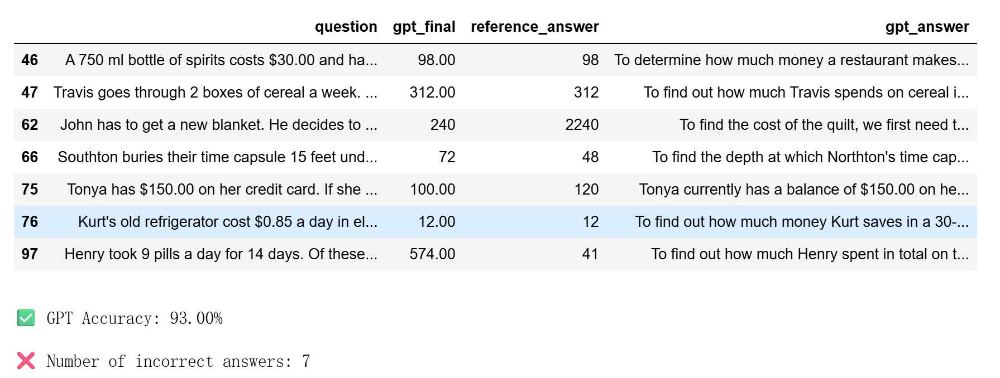 question gpt_final reference_answer gpt_answer
46 A 750 ml bottle of spirits costs $30.00 and ha... 98.00 98 To determine how much money a restaurant makes...
47 Travis goes through 2 boxes of cereal a week. ... 312.00 312 To find out how much Travis spends on cereal i...
62 John has to get a new blanket. He decides to ... 240 2240 To find the cost of the quilt, we first need t...
66 Southton buries their time capsule 15 feet und... 72 48 To find the depth at which Northton's time cap...
75 Tonya has $150.00 on her credit card. If she ... 100.00 120 Tonya currently has a balance of $150.00 on he...
76 Kurt's old refrigerator cost $0.85 a day in el... 12.00 12 To find out how much money Kurt saves in a 30-...
97 Henry took 9 pills a day for 14 days. Of these... 574.00 41 To find out how much Henry spent in total on t...
✅ GPT Accuracy: 93.00%
❌ Number of incorrect answers: 7